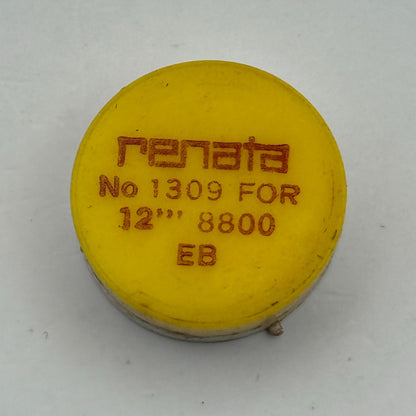 renata
No 1309 FOR
12''' 8800
EB